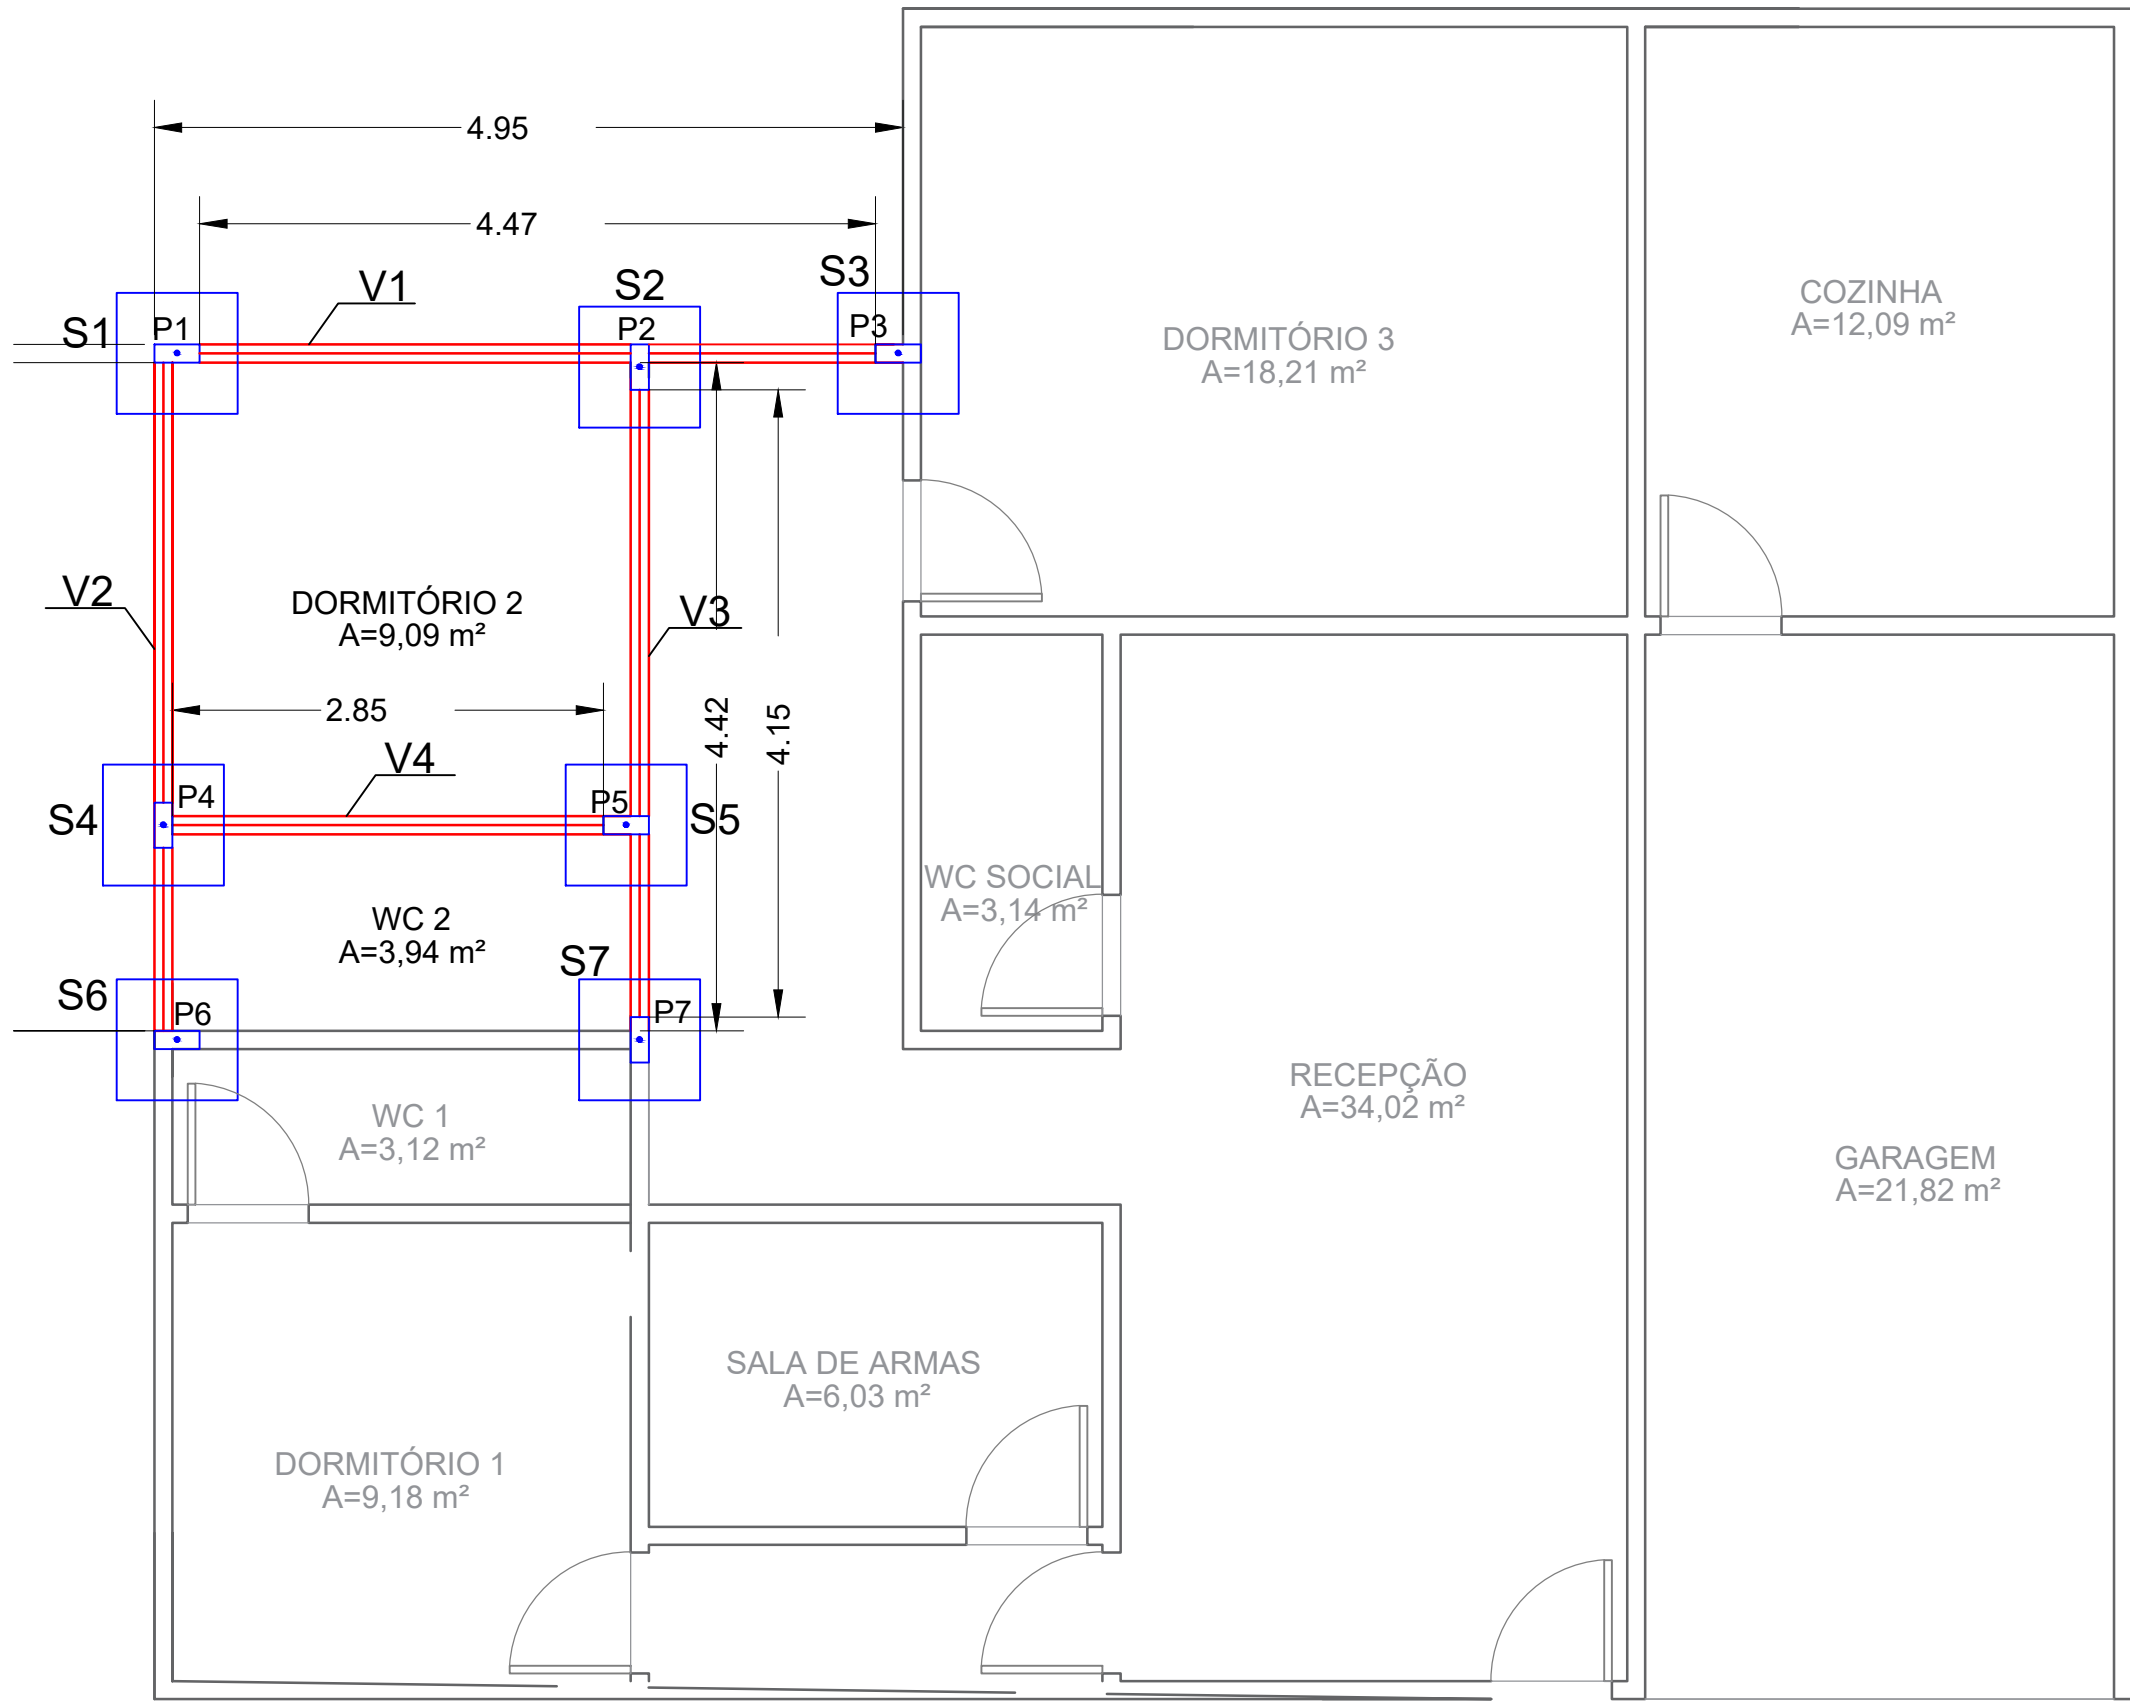 4.95
4.47
V1
S2
S3
S1
P1
P2
P3
COZINHA
A=12,09 m²
DORMITÓRIO 3
A=18,21 m²
V2
DORMITÓRIO 2
A=9,09 m²
V3
2.85
4.42
4.15
V4
S4
P4
P5
S5
WC SOCIAL
A=3,14 m²
WC 2
A=3,94 m²
S7
S6
P6
P7
RECEPÇÃO
A=34,02 m²
WC 1
A=3,12 m²
GARAGEM
A=21,82 m²
SALA DE ARMAS
A=6,03 m²
DORMITÓRIO 1
A=9,18 m²